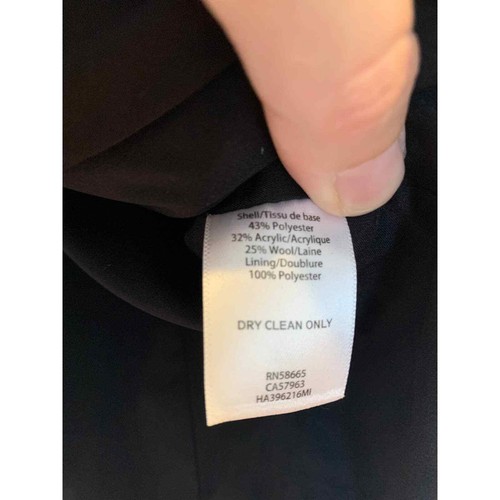 Shell/Tissu de base
43% Polyester
32% Acrylic/Acrylique
25% Wool/Laine
Lining/Doublure
100% Polyester
DRY CLEAN ONLY
RN58665
CA57963
HA396216MI